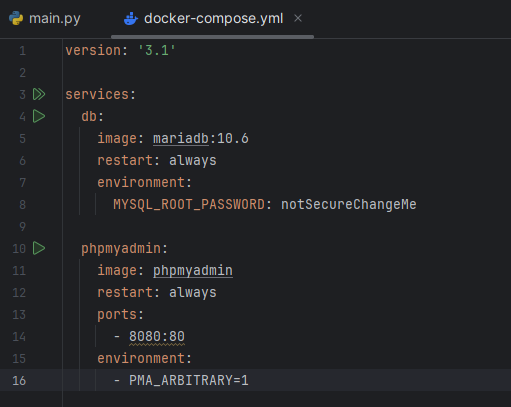 main.py docker-compose.yml
1 version: '3.1'
2
3 services:
4   db:
5     image: mariadb:10.6
6     restart: always
7     environment:
8       MYSQL_ROOT_PASSWORD: notSecureChangeMe
9
10   phpmyadmin:
11     image: phpmyadmin
12     restart: always
13     ports:
14       - 8080:80
15     environment:
16       - PMA_ARBITRARY=1